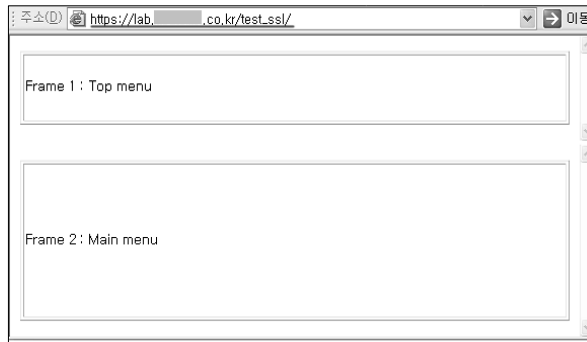 주소(D) https://lab. .co.kr/test_ssl/ 이동
Frame 1 : Top menu
Frame 2 : Main menu